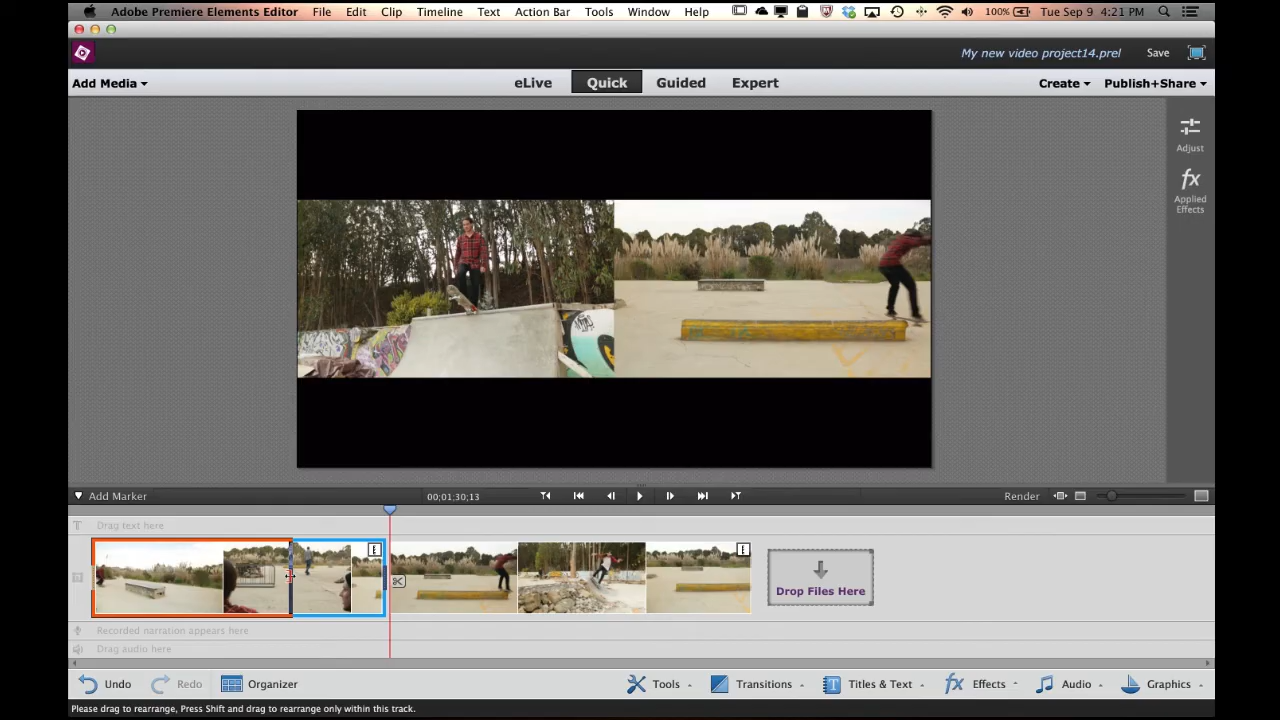 Adobe Premiere Elements Editor File Edit Clip Timeline Text Action Bar Tools Window Help 100% Tue Sep 9 4:21 PM
My new video project14.prel Save
Add Media eLive Quick Guided Expert Create Publish+Share
Adjust
fx
Applied
Effects
Add Marker 00;01;30;13 Render
T Drag text here
Drop Files Here
Recorded narration appears here
Drag audio here
Undo Redo Organizer Tools Transitions T Titles & Text fx Effects Audio Graphics
Please drag to rearrange, Press Shift and drag to rearrange only within this track.